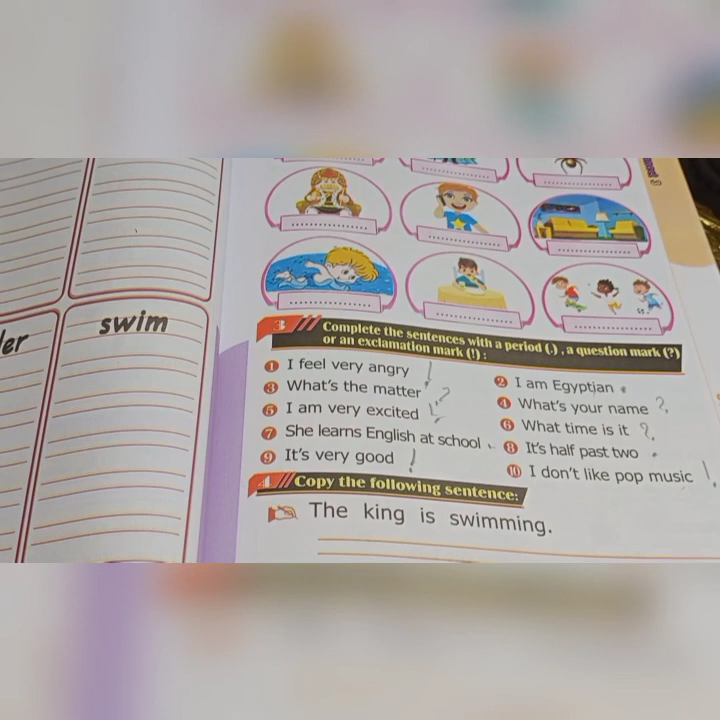 er
swim
3 Complete the sentences with a period (.) , a question mark (?)
or an exclamation mark (!) :
1 I feel very angry !
2 I am Egyptian .
3 What's the matter ?
4 What's your name ?
5 I am very excited !
6 What time is it ?
7 She learns English at school .
8 It's half past two .
9 It's very good !
10 I don't like pop music !
4 Copy the following sentence:
The king is swimming.